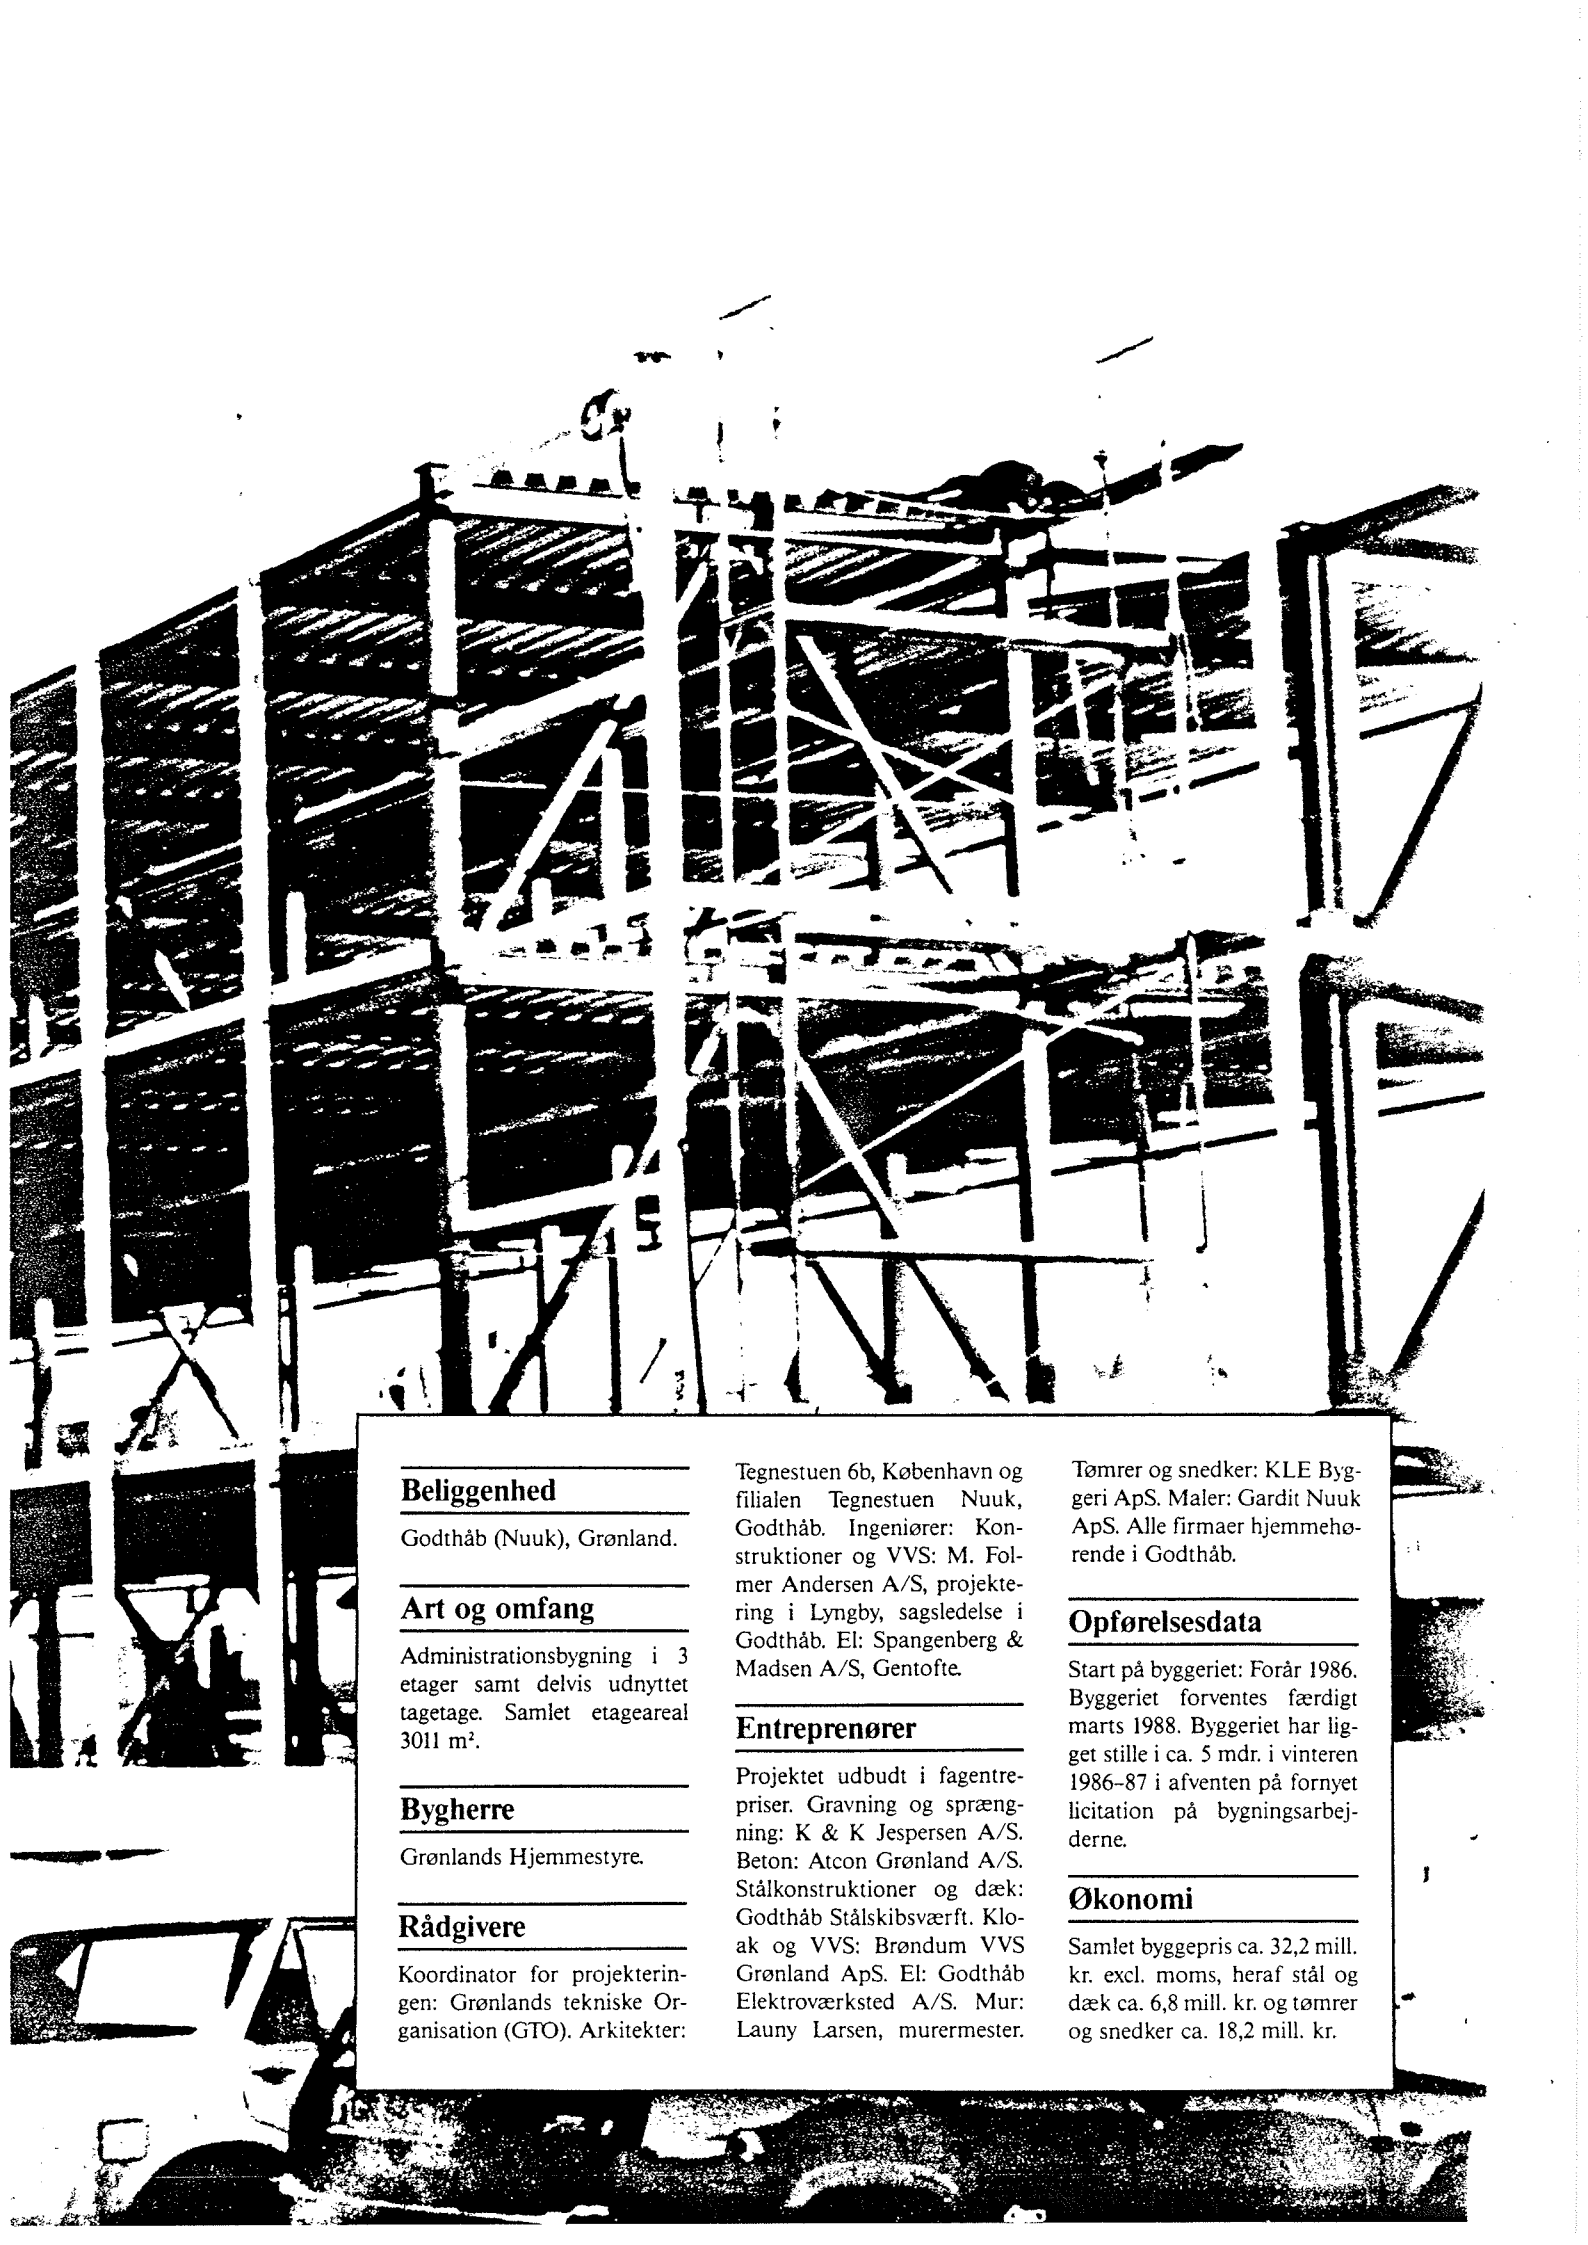 Beliggenhed
Godthåb (Nuuk), Grønland.
Art og omfang
Administrationsbygning i 3
etager samt delvis udnyttet
tagetage. Samlet etageareal
3011 m².
Bygherre
Grønlands Hjemmestyre.
Rådgivere
Koordinator for projekterin-
gen: Grønlands tekniske Or-
ganisation (GTO). Arkitekter:
Tegnestuen 6b, København og
filialen Tegnestuen Nuuk,
Godthåb. Ingeniører: Kon-
struktioner og VVS: M. Fol-
mer Andersen A/S, projekte-
ring i Lyngby, sagsledelse i
Godthåb. El: Spangenberg &
Madsen A/S, Gentofte.
Entreprenører
Projektet udbudt i fagentre-
priser. Gravning og spræng-
ning: K & K Jespersen A/S.
Beton: Atcon Grønland A/S.
Stålkonstruktioner og dæk:
Godthåb Stålskibsværft. Klo-
ak og VVS: Brøndum VVS
Grønland ApS. El: Godthåb
Elektroværksted A/S. Mur:
Launy Larsen, murermester.
Tømrer og snedker: KLE Byg-
geri ApS. Maler: Gardit Nuuk
ApS. Alle firmaer hjemmehø-
rende i Godthåb.
Opførelsesdata
Start på byggeriet: Forår 1986.
Byggeriet forventes færdigt
marts 1988. Byggeriet har lig-
get stille i ca. 5 mdr. i vinteren
1986–87 i afventen på fornyet
licitation på bygningsarbej-
derne.
Økonomi
Samlet byggepris ca. 32,2 mill.
kr. excl. moms, heraf stål og
dæk ca. 6,8 mill. kr. og tømrer
og snedker ca. 18,2 mill. kr.